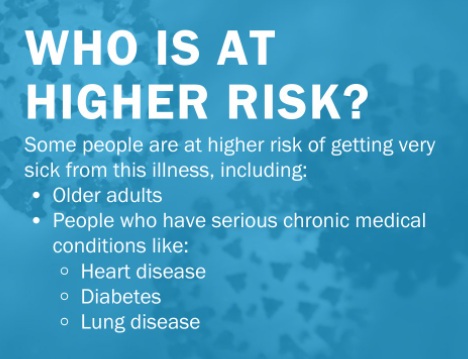 WHO IS AT
HIGHER RISK?
Some people are at higher risk of getting very
sick from this illness, including:
• Older adults
• People who have serious chronic medical
conditions like:
○ Heart disease
○ Diabetes
○ Lung disease